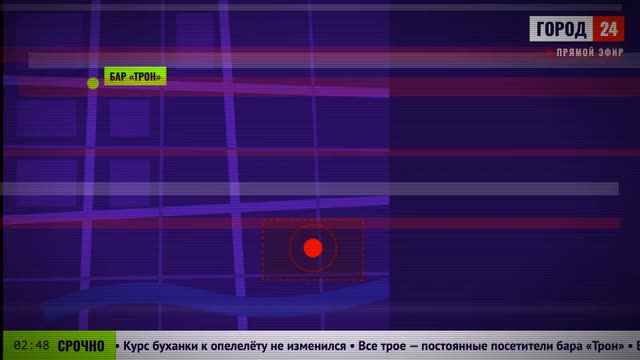 ГОРОД 24
ПРЯМОЙ ЭФИР
БАР «ТРОН»
02:48 СРОЧНО • Курс буханки к опелелёту не изменился • Все трое — постоянные посетители бара «Трон» •